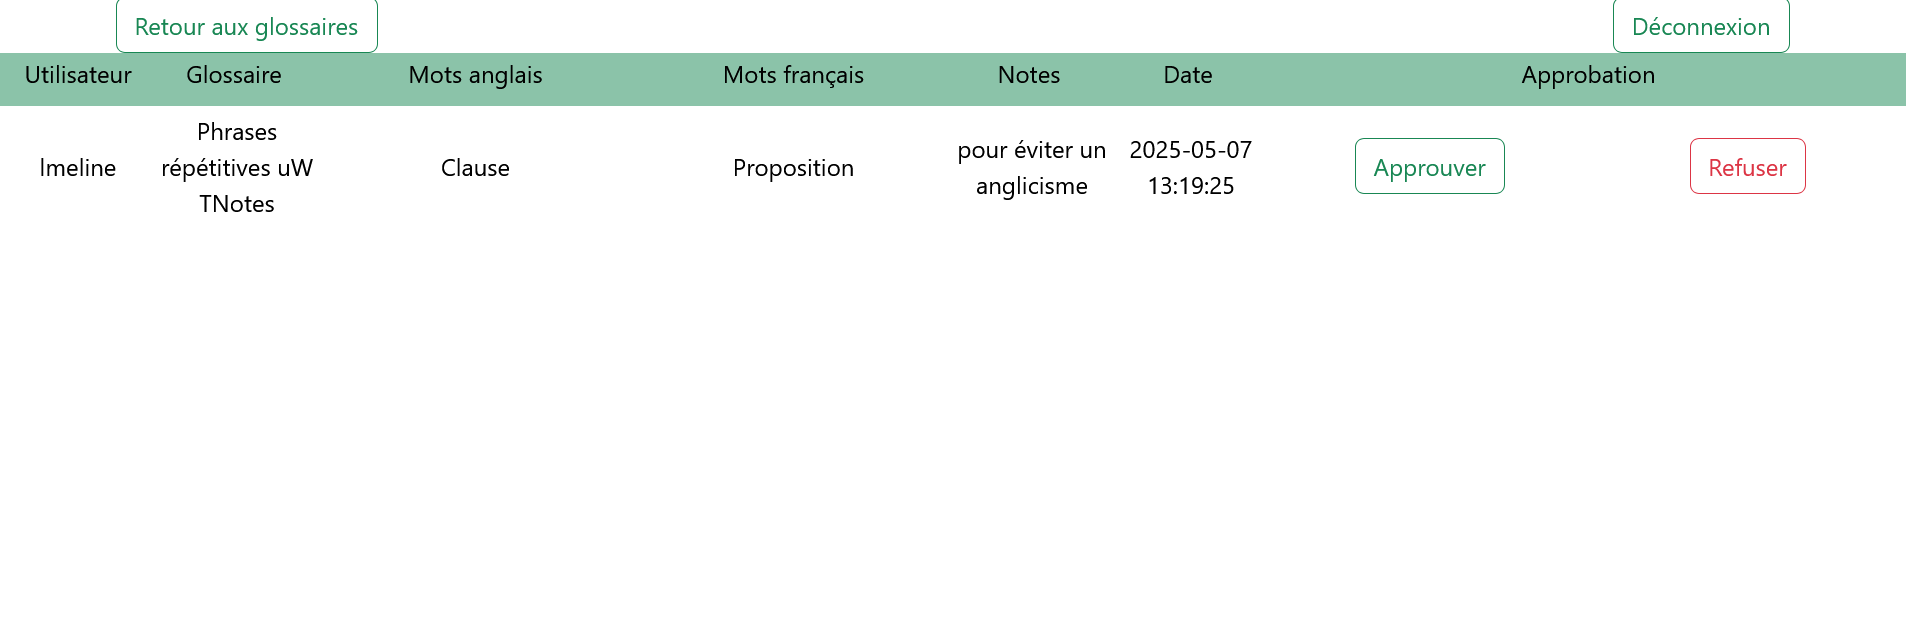 Retour aux glossaires
Déconnexion
Utilisateur Glossaire Mots anglais Mots français Notes Date Approbation
lmeline
Phrases
répétitives uW
TNotes
Clause
Proposition
pour éviter un
anglicisme
2025-05-07
13:19:25
Approuver
Refuser